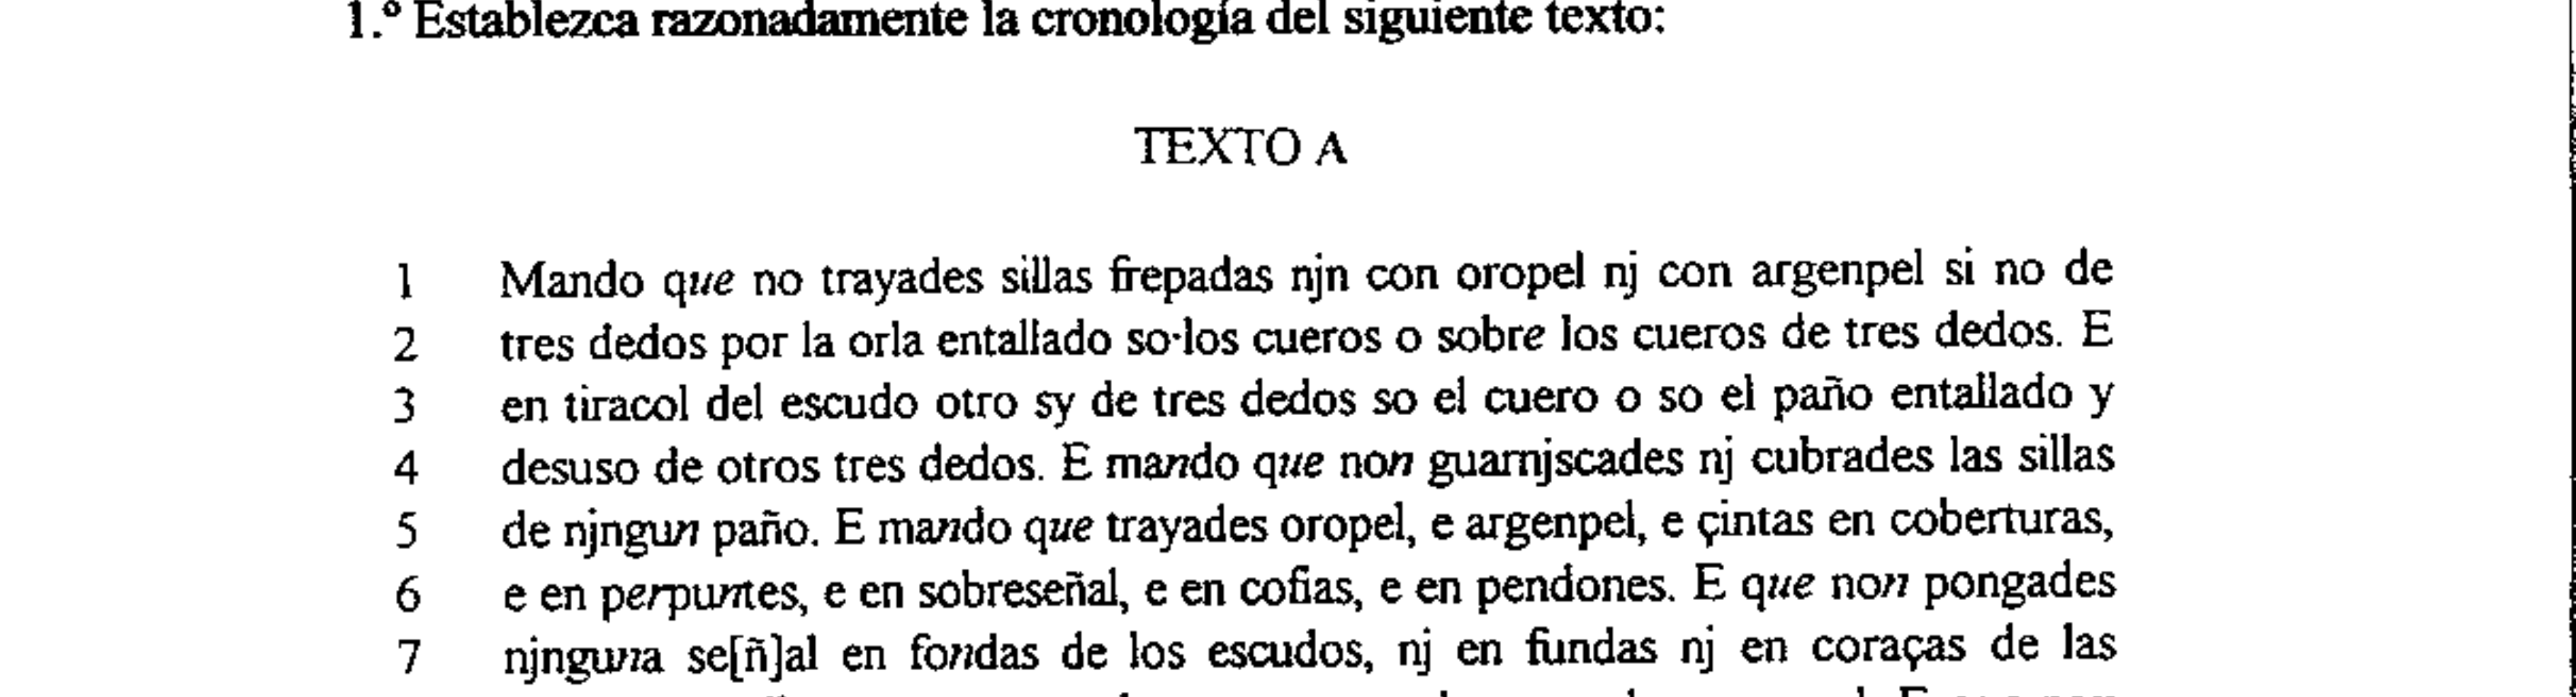 1.º Establezca razonadamente la cronología del siguiente texto:
TEXTO A
1 Mando que no trayades sillas frepadas njn con oropel nj con argenpel si no de
2 tres dedos por la orla entallado so·los cueros o sobre los cueros de tres dedos. E
3 en tiracol del escudo otro sy de tres dedos so el cuero o so el paño entallado y
4 desuso de otros tres dedos. E mando que non guarnjscades nj cubrades las sillas
5 de njngun paño. E mando que trayades oropel, e argenpel, e çintas en coberturas,
6 e en perpuntes, e en sobreseñal, e en cofias, e en pendones. E que non pongades
7 njnguna se[ñ]al en fondas de los escudos, nj en fundas nj en coraças de las